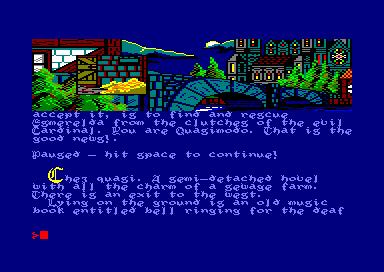 accept it, is to find and rescue
Esmerelda from the clutches of the evil
Cardinal. You are Quasimodo. That is the
good news!.
Paused - hit space to continue!
Chez quasi. A semi-detached hovel
with all the charm of a sewage farm.
There is an exit to the west.
Lying on the ground is an old music
book entitled bell ringing for the deaf
>